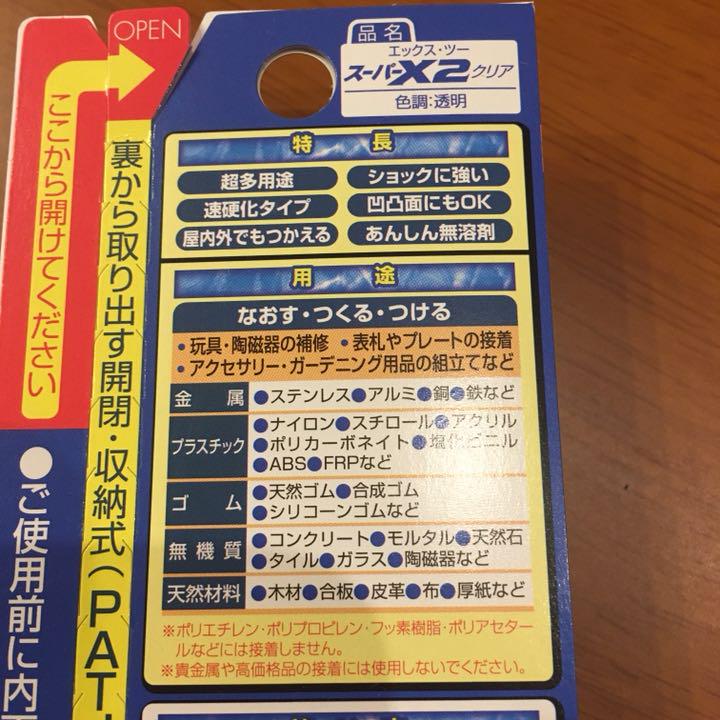 OPEN
ここから開けてください
裏から取り出す開閉・収納式(PAT
●ご使用前に内
品名
エックス・ツー
スーパーX2クリア
色調:透明
特長
超多用途
ショックに強い
速硬化タイプ
凹凸面にもOK
屋内外でもつかえる
あんしん無溶剤
用途
なおす・つくる・つける
・玩具・陶磁器の補修 ・表札やプレートの接着
・アクセサリー・ガーデニング用品の組立てなど
金属
●ステンレス●アルミ●銅●鉄など
プラスチック
●ナイロン●スチロール●アクリル
●ポリカーボネイト●塩化ビニル
●ABS●FRPなど
ゴム
●天然ゴム●合成ゴム
●シリコーンゴムなど
無機質
●コンクリート●モルタル●天然石
●タイル●ガラス●陶磁器など
天然材料
●木材●合板●皮革●布●厚紙など
※ポリエチレン・ポリプロピレン・フッ素樹脂・ポリアセター
ルなどには接着しません。
※貴金属や高価格品の接着には使用しないでください。